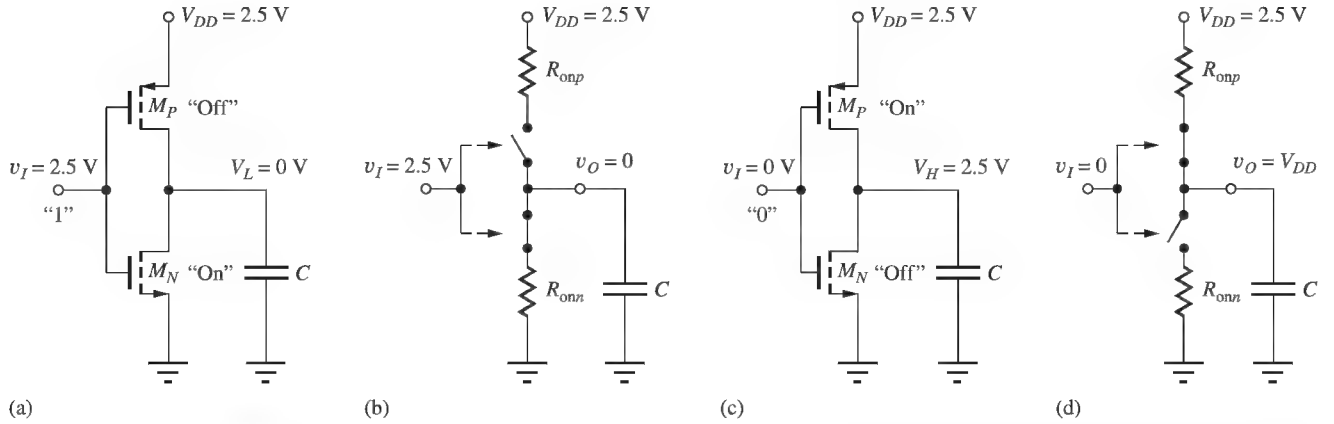 V_DD = 2.5 V
M_P "Off"
v_I = 2.5 V
"1"
V_L = 0 V
M_N "On"
C
(a)
V_DD = 2.5 V
R_onp
v_I = 2.5 V
v_O = 0
R_onn
C
(b)
V_DD = 2.5 V
M_P "On"
v_I = 0 V
"0"
V_H = 2.5 V
M_N "Off"
C
(c)
V_DD = 2.5 V
R_onp
v_I = 0
v_O = V_DD
R_onn
C
(d)